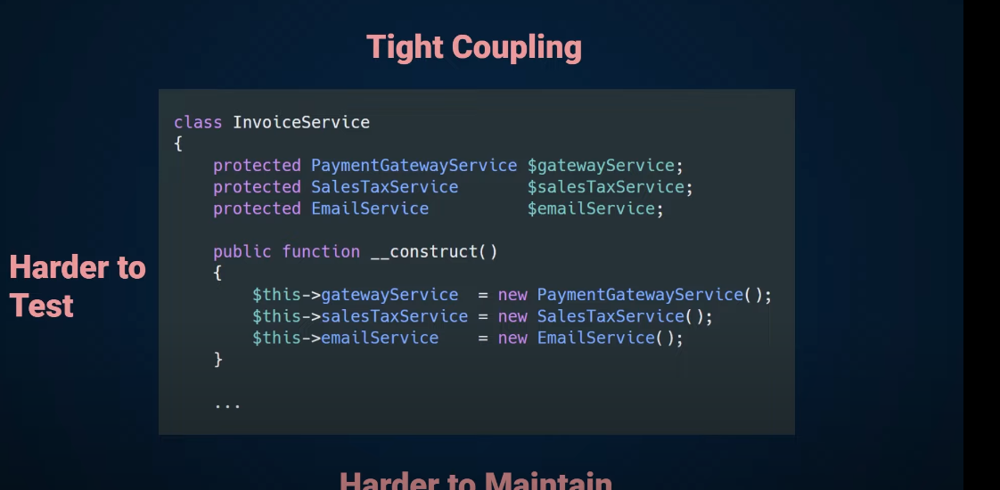 Tight Coupling
class InvoiceService
{
    protected PaymentGatewayService $gatewayService;
    protected SalesTaxService       $salesTaxService;
    protected EmailService          $emailService;
    public function __construct()
    {
        $this->gatewayService  = new PaymentGatewayService();
        $this->salesTaxService = new SalesTaxService();
        $this->emailService    = new EmailService();
    }
    ...
Harder to
Test
Harder to Maintain